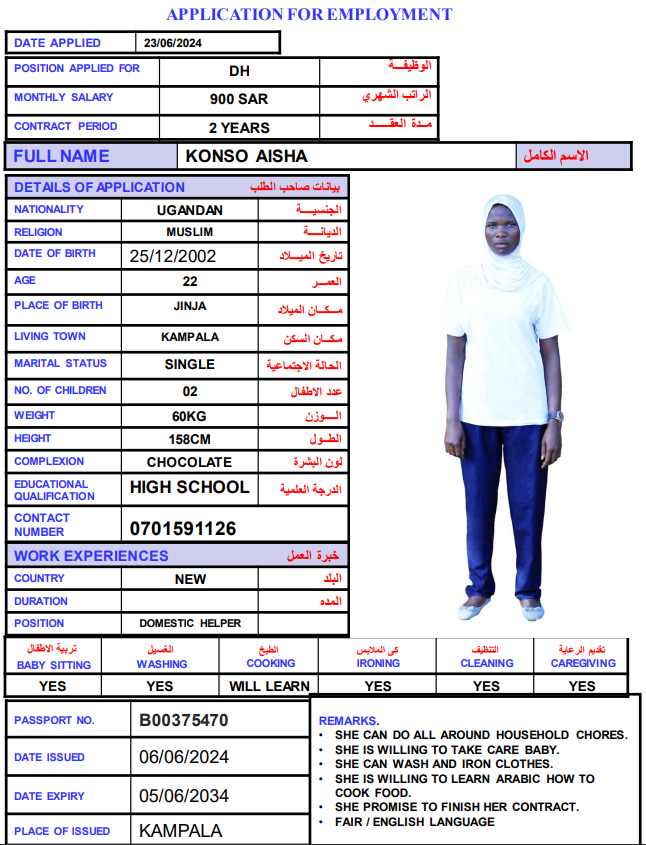 APPLICATION FOR EMPLOYMENT
DATE APPLIED 23/06/2024
POSITION APPLIED FOR DH الوظيفـــة
MONTHLY SALARY 900 SAR الراتب الشهري
CONTRACT PERIOD 2 YEARS مـدة العقـــد
FULL NAME KONSO AISHA الاسم الكامل
DETAILS OF APPLICATION بيانات صاحب الطلب
NATIONALITY UGANDAN الجنسيـــة
RELIGION MUSLIM الديانـــة
DATE OF BIRTH 25/12/2002 تاريخ الميـــلاد
AGE 22 العمـــر
PLACE OF BIRTH JINJA مـــكـان الميلاد
LIVING TOWN KAMPALA مكـان السكن
MARITAL STATUS SINGLE الحالة الاجتماعية
NO. OF CHILDREN 02 عدد الاطفال
WEIGHT 60KG الـــوزن
HEIGHT 158CM الطـــول
COMPLEXION CHOCOLATE لون البشرة
EDUCATIONAL QUALIFICATION HIGH SCHOOL الدرجة العلمية
CONTACT NUMBER 0701591126
WORK EXPERIENCES خبرة العمل
COUNTRY NEW البلد
DURATION المده
POSITION DOMESTIC HELPER
تربية الاطفال الغسيل الطبخ كى الملابس التنظيف تقديم الرعاية
BABY SITTING WASHING COOKING IRONING CLEANING CAREGIVING
YES YES WILL LEARN YES YES YES
PASSPORT NO. B00375470
DATE ISSUED 06/06/2024
DATE EXPIRY 05/06/2034
PLACE OF ISSUED KAMPALA
REMARKS.
• SHE CAN DO ALL AROUND HOUSEHOLD CHORES.
• SHE IS WILLING TO TAKE CARE BABY.
• SHE CAN WASH AND IRON CLOTHES.
• SHE IS WILLING TO LEARN ARABIC HOW TO
COOK FOOD.
• SHE PROMISE TO FINISH HER CONTRACT.
• FAIR / ENGLISH LANGUAGE